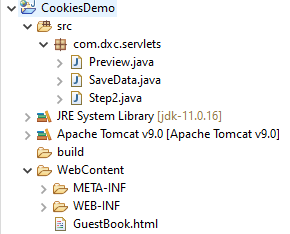 CookiesDemo
src
com.dxc.servlets
Preview.java
SaveData.java
Step2.java
JRE System Library [jdk-11.0.16]
Apache Tomcat v9.0 [Apache Tomcat v9.0]
build
WebContent
META-INF
WEB-INF
GuestBook.html